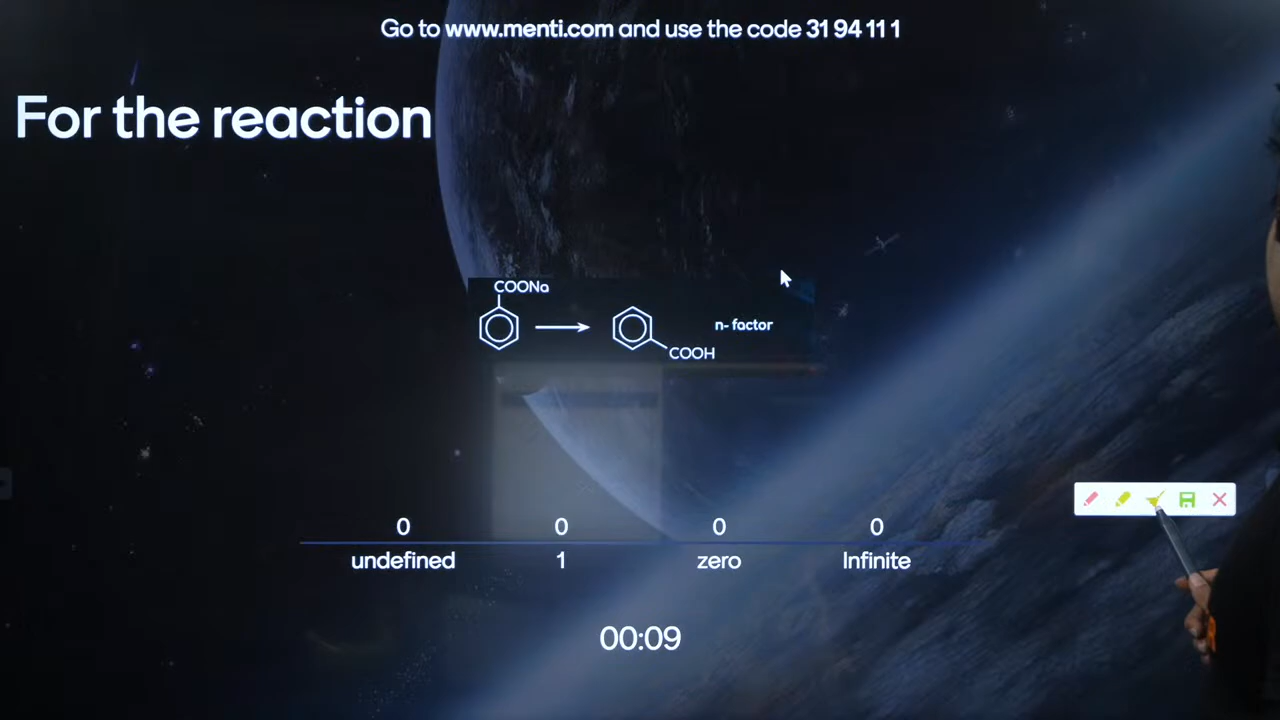 Go to www.menti.com and use the code 31 94 11 1
For the reaction
COONa
n- factor
COOH
0 0 0 0
undefined 1 zero Infinite
00:09